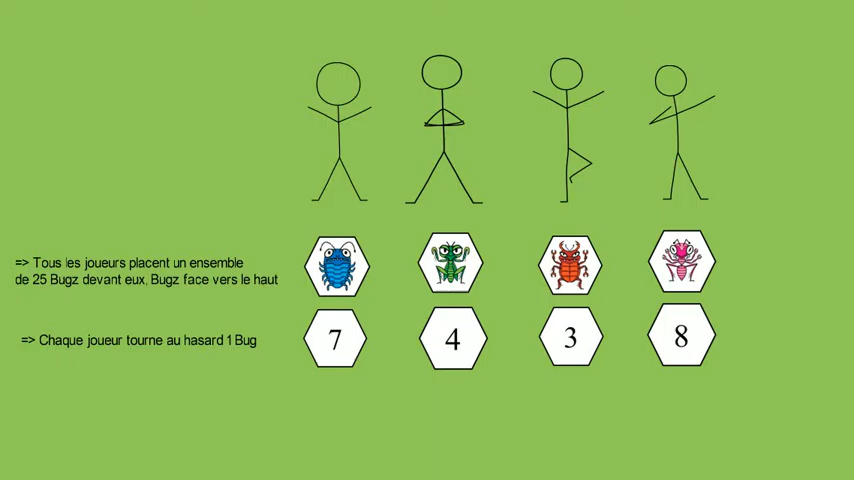 => Tous les joueurs placent un ensemble
de 25 Bugz devant eux, Bugz face vers le haut
=> Chaque joueur tourne au hasard 1 Bug
7 4 3 8